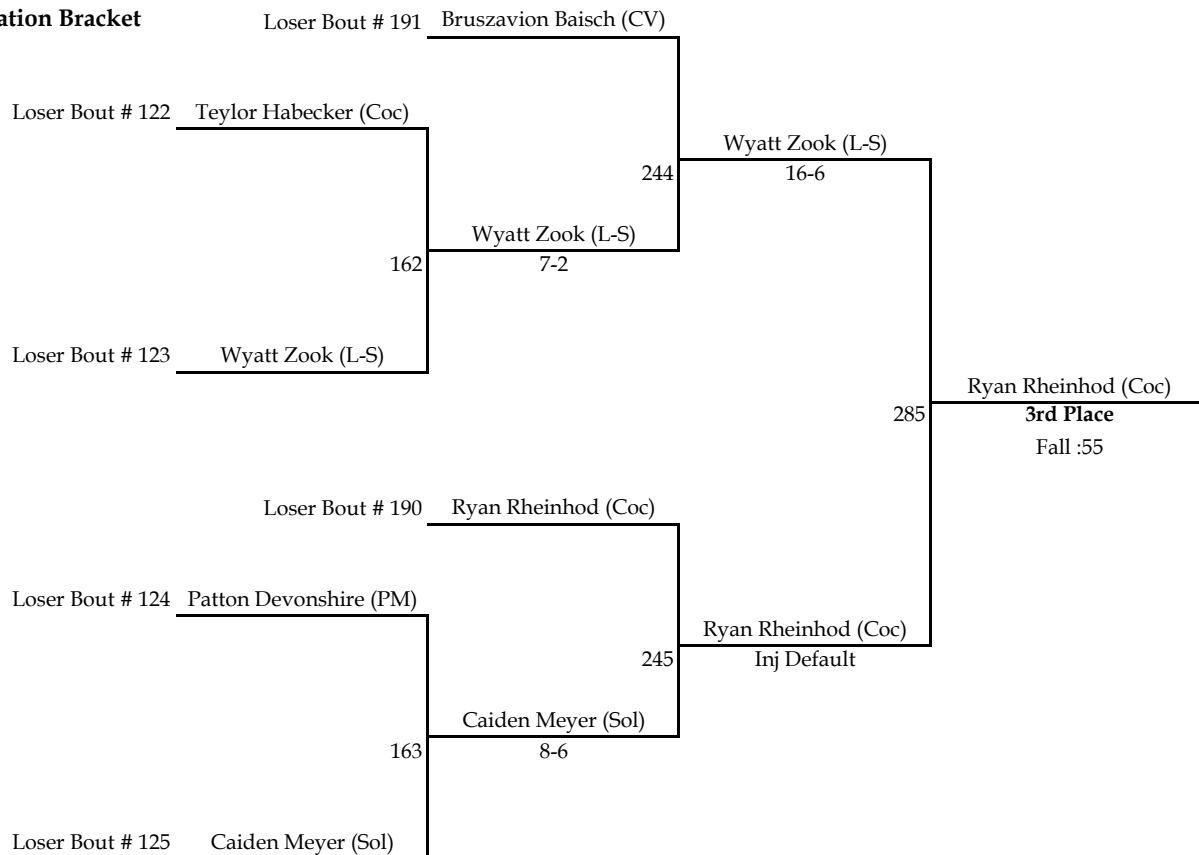 ation Bracket
Loser Bout # 191 Bruszavion Baisch (CV)
Loser Bout # 122 Teylor Habecker (Coc)
Wyatt Zook (L-S)
244 16-6
Wyatt Zook (L-S)
162 7-2
Loser Bout # 123 Wyatt Zook (L-S)
Ryan Rheinhod (Coc)
285 3rd Place
Fall :55
Loser Bout # 190 Ryan Rheinhod (Coc)
Loser Bout # 124 Patton Devonshire (PM)
Ryan Rheinhod (Coc)
245 Inj Default
Caiden Meyer (Sol)
163 8-6
Loser Bout # 125 Caiden Meyer (Sol)